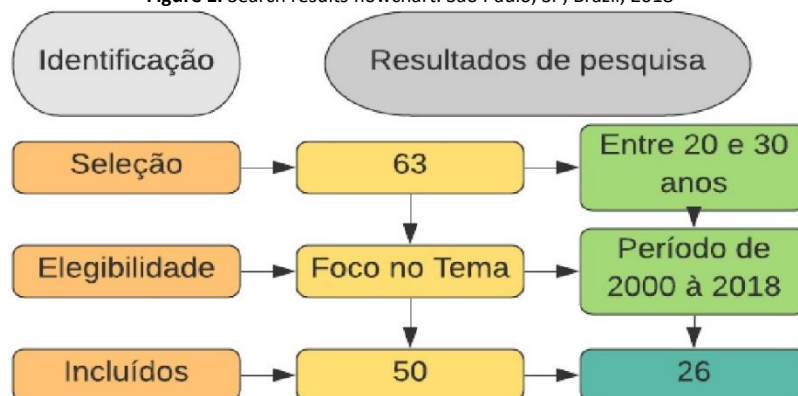 Figure 1. Search results flowchart. São Paulo, SP, Brazil, 2018
Identificação
Resultados de pesquisa
Seleção
63
Entre 20 e 30
anos
Elegibilidade
Foco no Tema
Período de
2000 à 2018
Incluídos
50
26